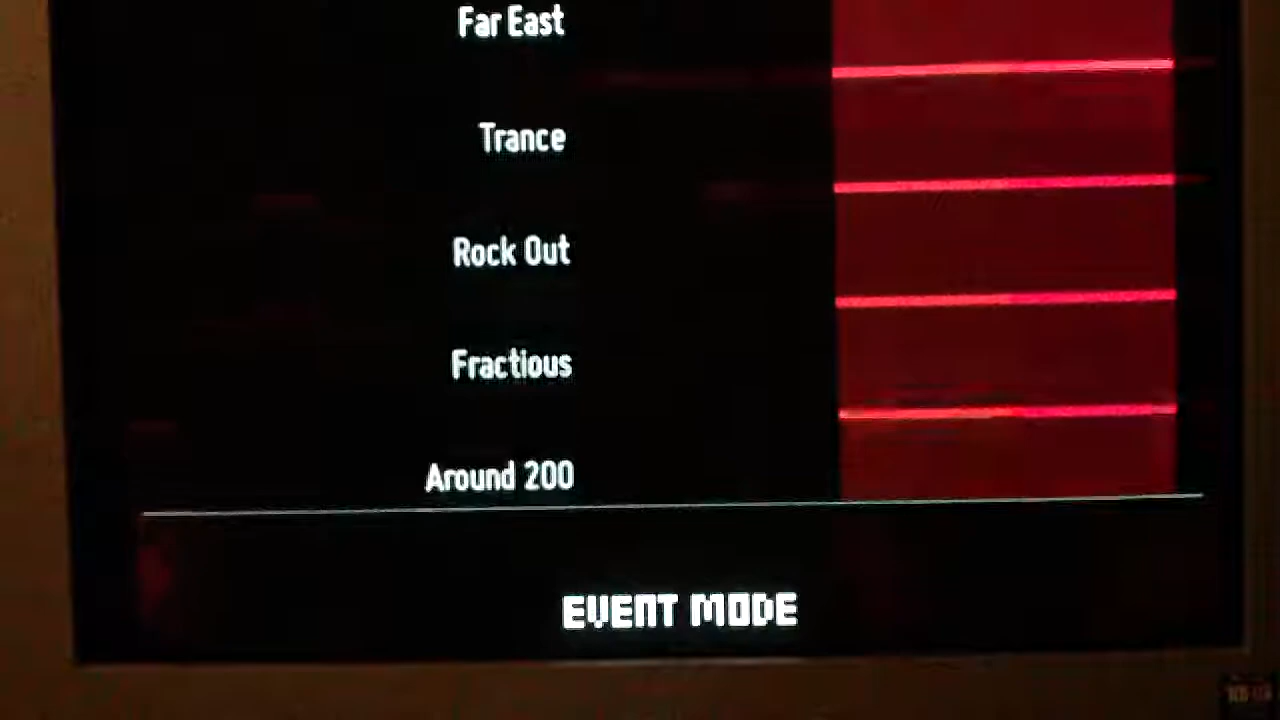 Far East
Trance
Rock Out
Fractious
Around 200
EVENT MODE